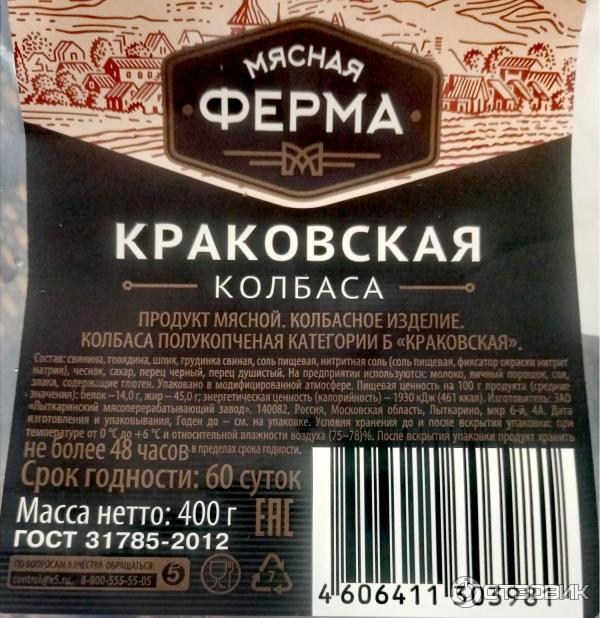 МЯСНАЯ
ФЕРМА
КРАКОВСКАЯ
КОЛБАСА
ПРОДУКТ МЯСНОЙ. КОЛБАСНОЕ ИЗДЕЛИЕ.
КОЛБАСА ПОЛУКОПЧЕНАЯ КАТЕГОРИИ Б «КРАКОВСКАЯ».
Состав: свинина, говядина, шпик, грудинка свиная, соль пищевая, нитритная соль (соль пищевая, фиксатор окраски нитрит
натрия), чеснок, сахар, перец черный, перец душистый. На предприятии используются: молоко, яичный порошок, соя,
злаки, содержащие глютен. Упаковано в модифицированной атмосфере. Пищевая ценность на 100 г продукта (средние
значения): белок –14,0 г, жир – 45,0 г; энергетическая ценность (калорийность) – 1930 кДж (461 ккал). Изготовитель: ЗАО
«Лыткаринский мясоперерабатывающий завод». 140082, Россия, Московская область, Лыткарино, мкр 6-й, 4А. Дата
изготовления и упаковывания, Годен до – см. на упаковке. Условия хранения до и после вскрытия упаковки: при
температуре от 0 °С до +6 °С и относительной влажности воздуха (75–78)%. После вскрытия упаковки продукт хранить
не более 48 часов в пределах срока годности.
Срок годности: 60 суток
Масса нетто: 400 г
ГОСТ 31785-2012
ЕАС
ПО ВОПРОСАМ КАЧЕСТВА ОБРАЩАТЬСЯ:
control@x5.ru 8-800-555-55-05
5
7
4 606411 303981
ОТЗОВИК